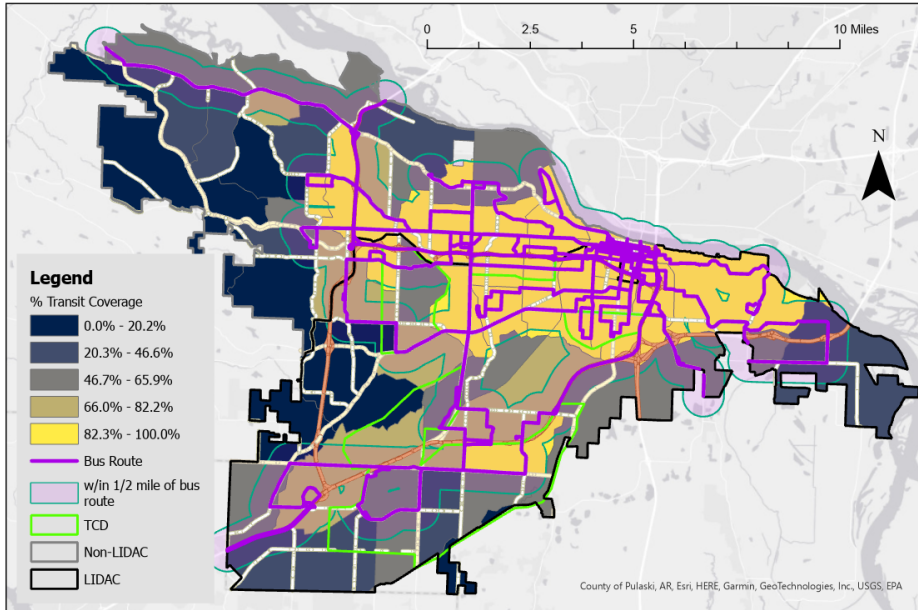 0 2.5 5 10 Miles
N
Legend
% Transit Coverage
0.0% - 20.2%
20.3% - 46.6%
46.7% - 65.9%
66.0% - 82.2%
82.3% - 100.0%
Bus Route
w/in 1/2 mile of bus
route
TCD
Non-LIDAC
LIDAC
County of Pulaski, AR, Esri, HERE, Garmin, GeoTechnologies, Inc., USGS, EPA